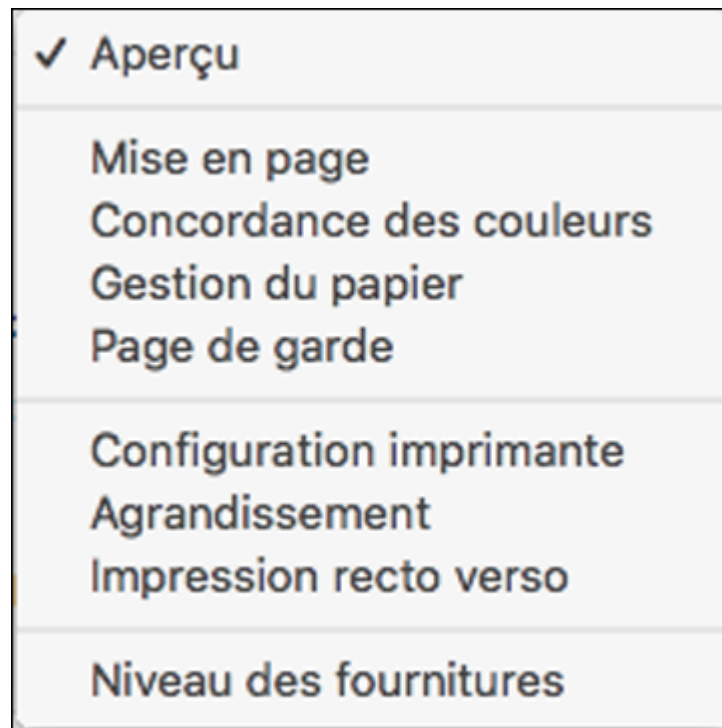 ✓ Aperçu
Mise en page
Concordance des couleurs
Gestion du papier
Page de garde
Configuration imprimante
Agrandissement
Impression recto verso
Niveau des fournitures